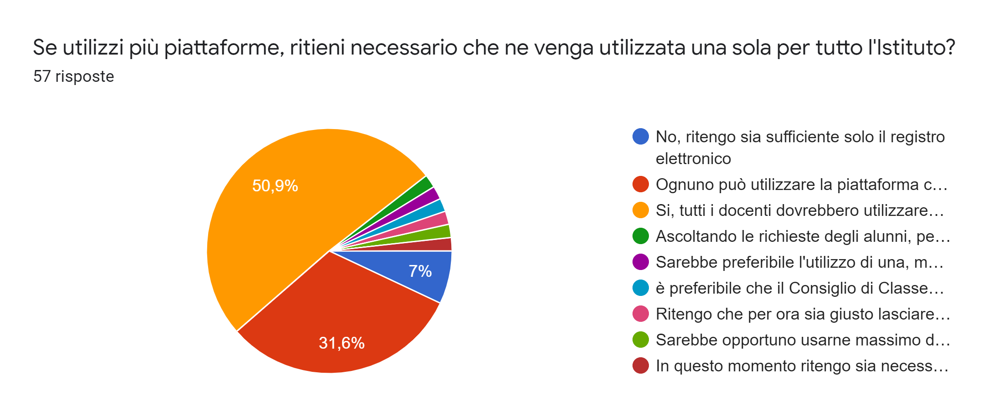 Se utilizzi più piattaforme, ritieni necessario che ne venga utilizzata una sola per tutto l'Istituto?
57 risposte
50,9%
7%
31,6%
No, ritengo sia sufficiente solo il registro
elettronico
Ognuno può utilizzare la piattaforma c…
Si, tutti i docenti dovrebbero utilizzare…
Ascoltando le richieste degli alunni, pe…
Sarebbe preferibile l'utilizzo di una, m…
è preferibile che il Consiglio di Classe…
Ritengo che per ora sia giusto lasciare…
Sarebbe opportuno usarne massimo d…
In questo momento ritengo sia necess…